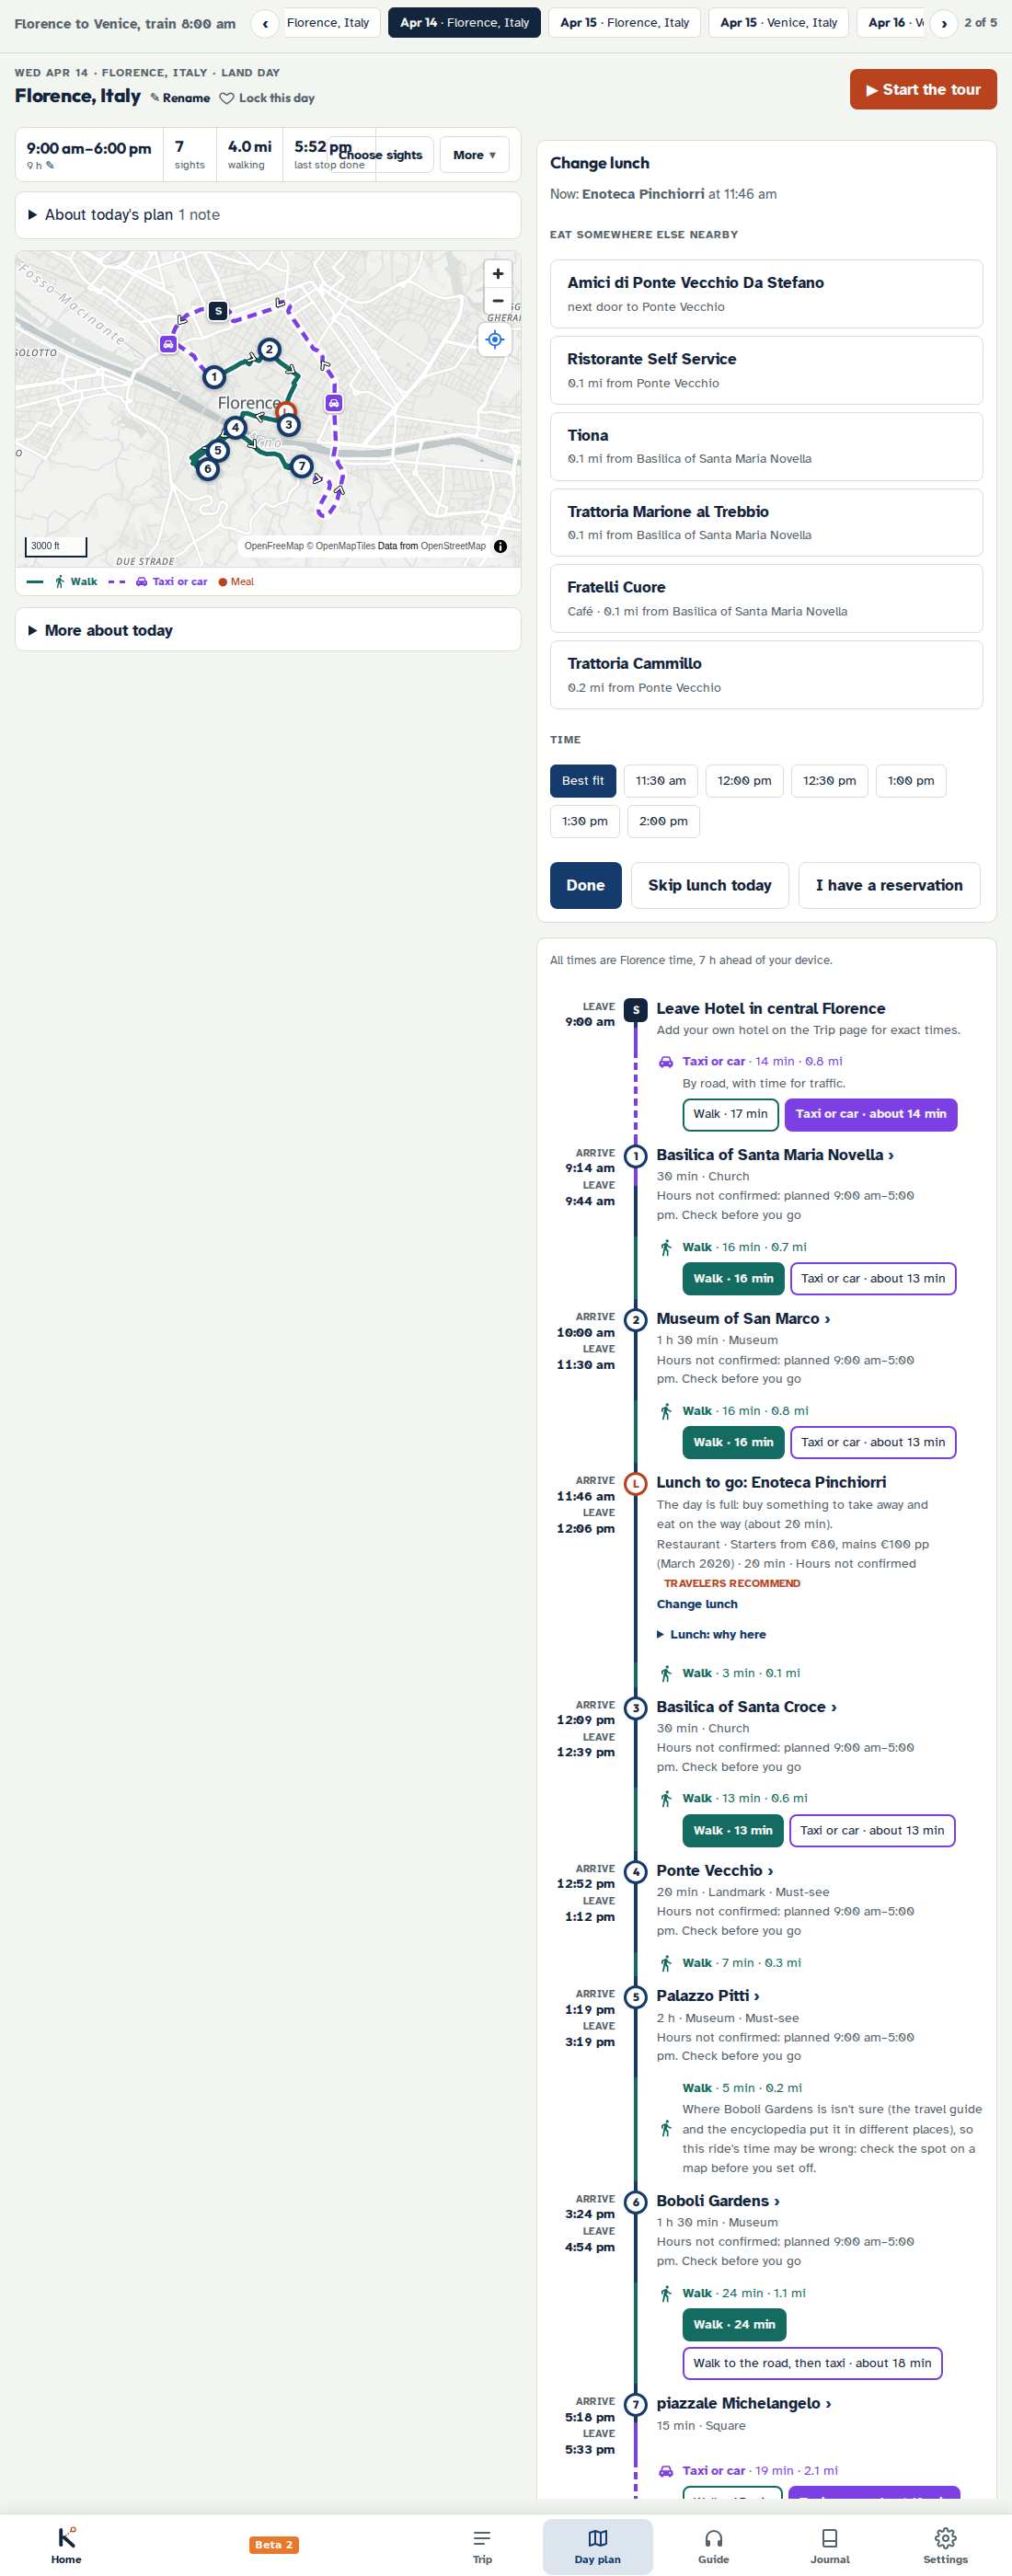 Florence to Venice, train 8:00 am
‹
Florence, Italy
Apr 14 · Florence, Italy
Apr 15 · Florence, Italy
Apr 15 · Venice, Italy
Apr 16 ·
›
2 of 5
WED APR 14 · FLORENCE, ITALY · LAND DAY
Florence, Italy
✎ Rename
Lock this day
▶ Start the tour
9:00 am–6:00 pm
9 h ✎
7
sights
4.0 mi
walking
5:52 pm
last stop done
Choose sights
More ▾
▶ About today's plan 1 note
Fosso Macinante
SOLOTTO
GHERAI
Florence
Arno
DUE STRADE
S
1
2
3
4
5
6
7
+
−
3000 ft
OpenFreeMap © OpenMapTiles Data from OpenStreetMap
Walk
Taxi or car
Meal
▶ More about today
Change lunch
Now: Enoteca Pinchiorri at 11:46 am
EAT SOMEWHERE ELSE NEARBY
Amici di Ponte Vecchio Da Stefano
next door to Ponte Vecchio
Ristorante Self Service
0.1 mi from Ponte Vecchio
Tiona
0.1 mi from Basilica of Santa Maria Novella
Trattoria Marione al Trebbio
0.1 mi from Basilica of Santa Maria Novella
Fratelli Cuore
Café · 0.1 mi from Basilica of Santa Maria Novella
Trattoria Cammillo
0.2 mi from Ponte Vecchio
TIME
Best fit
11:30 am
12:00 pm
12:30 pm
1:00 pm
1:30 pm
2:00 pm
Done
Skip lunch today
I have a reservation
All times are Florence time, 7 h ahead of your device.
LEAVE
9:00 am
S
Leave Hotel in central Florence
Add your own hotel on the Trip page for exact times.
Taxi or car · 14 min · 0.8 mi
By road, with time for traffic.
Walk · 17 min
Taxi or car · about 14 min
ARRIVE
9:14 am
LEAVE
9:44 am
1
Basilica of Santa Maria Novella ›
30 min · Church
Hours not confirmed: planned 9:00 am–5:00
pm. Check before you go
Walk · 16 min · 0.7 mi
Walk · 16 min
Taxi or car · about 13 min
ARRIVE
10:00 am
LEAVE
11:30 am
2
Museum of San Marco ›
1 h 30 min · Museum
Hours not confirmed: planned 9:00 am–5:00
pm. Check before you go
Walk · 16 min · 0.8 mi
Walk · 16 min
Taxi or car · about 13 min
ARRIVE
11:46 am
LEAVE
12:06 pm
L
Lunch to go: Enoteca Pinchiorri
The day is full: buy something to take away and
eat on the way (about 20 min).
Restaurant · Starters from €80, mains €100 pp
(March 2020) · 20 min · Hours not confirmed
TRAVELERS RECOMMEND
Change lunch
▶ Lunch: why here
Walk · 3 min · 0.1 mi
ARRIVE
12:09 pm
LEAVE
12:39 pm
3
Basilica of Santa Croce ›
30 min · Church
Hours not confirmed: planned 9:00 am–5:00
pm. Check before you go
Walk · 13 min · 0.6 mi
Walk · 13 min
Taxi or car · about 13 min
ARRIVE
12:52 pm
LEAVE
1:12 pm
4
Ponte Vecchio ›
20 min · Landmark · Must-see
Hours not confirmed: planned 9:00 am–5:00
pm. Check before you go
Walk · 7 min · 0.3 mi
ARRIVE
1:19 pm
LEAVE
3:19 pm
5
Palazzo Pitti ›
2 h · Museum · Must-see
Hours not confirmed: planned 9:00 am–5:00
pm. Check before you go
Walk · 5 min · 0.2 mi
Where Boboli Gardens is isn't sure (the travel guide
and the encyclopedia put it in different places), so
this ride's time may be wrong: check the spot on a
map before you set off.
ARRIVE
3:24 pm
LEAVE
4:54 pm
6
Boboli Gardens ›
1 h 30 min · Museum
Hours not confirmed: planned 9:00 am–5:00
pm. Check before you go
Walk · 24 min · 1.1 mi
Walk · 24 min
Walk to the road, then taxi · about 18 min
ARRIVE
5:18 pm
LEAVE
5:33 pm
7
piazzale Michelangelo ›
15 min · Square
Taxi or car · 19 min · 2.1 mi
Home
Beta 2
Trip
Day plan
Guide
Journal
Settings